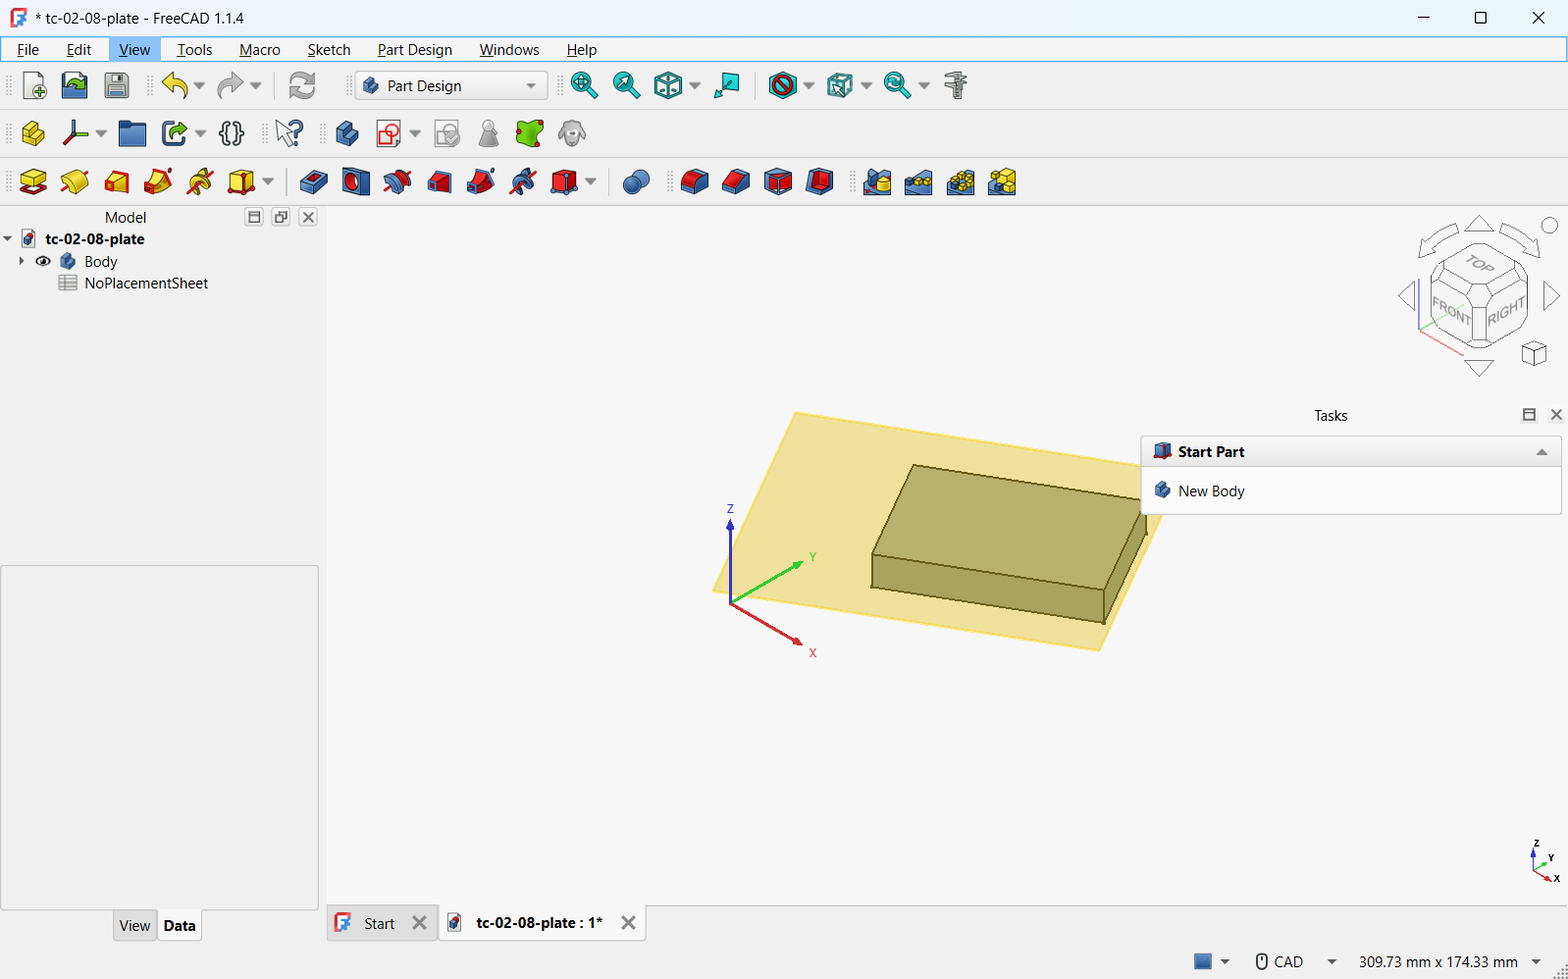 * tc-02-08-plate - FreeCAD 1.1.4
File Edit View Tools Macro Sketch Part Design Windows Help
Part Design
Model
tc-02-08-plate
Body
NoPlacementSheet
TOP
FRONT RIGHT
Tasks
Start Part
New Body
Z
Y
X
Z
Y
X
View Data
Start tc-02-08-plate : 1*
CAD 309.73 mm x 174.33 mm